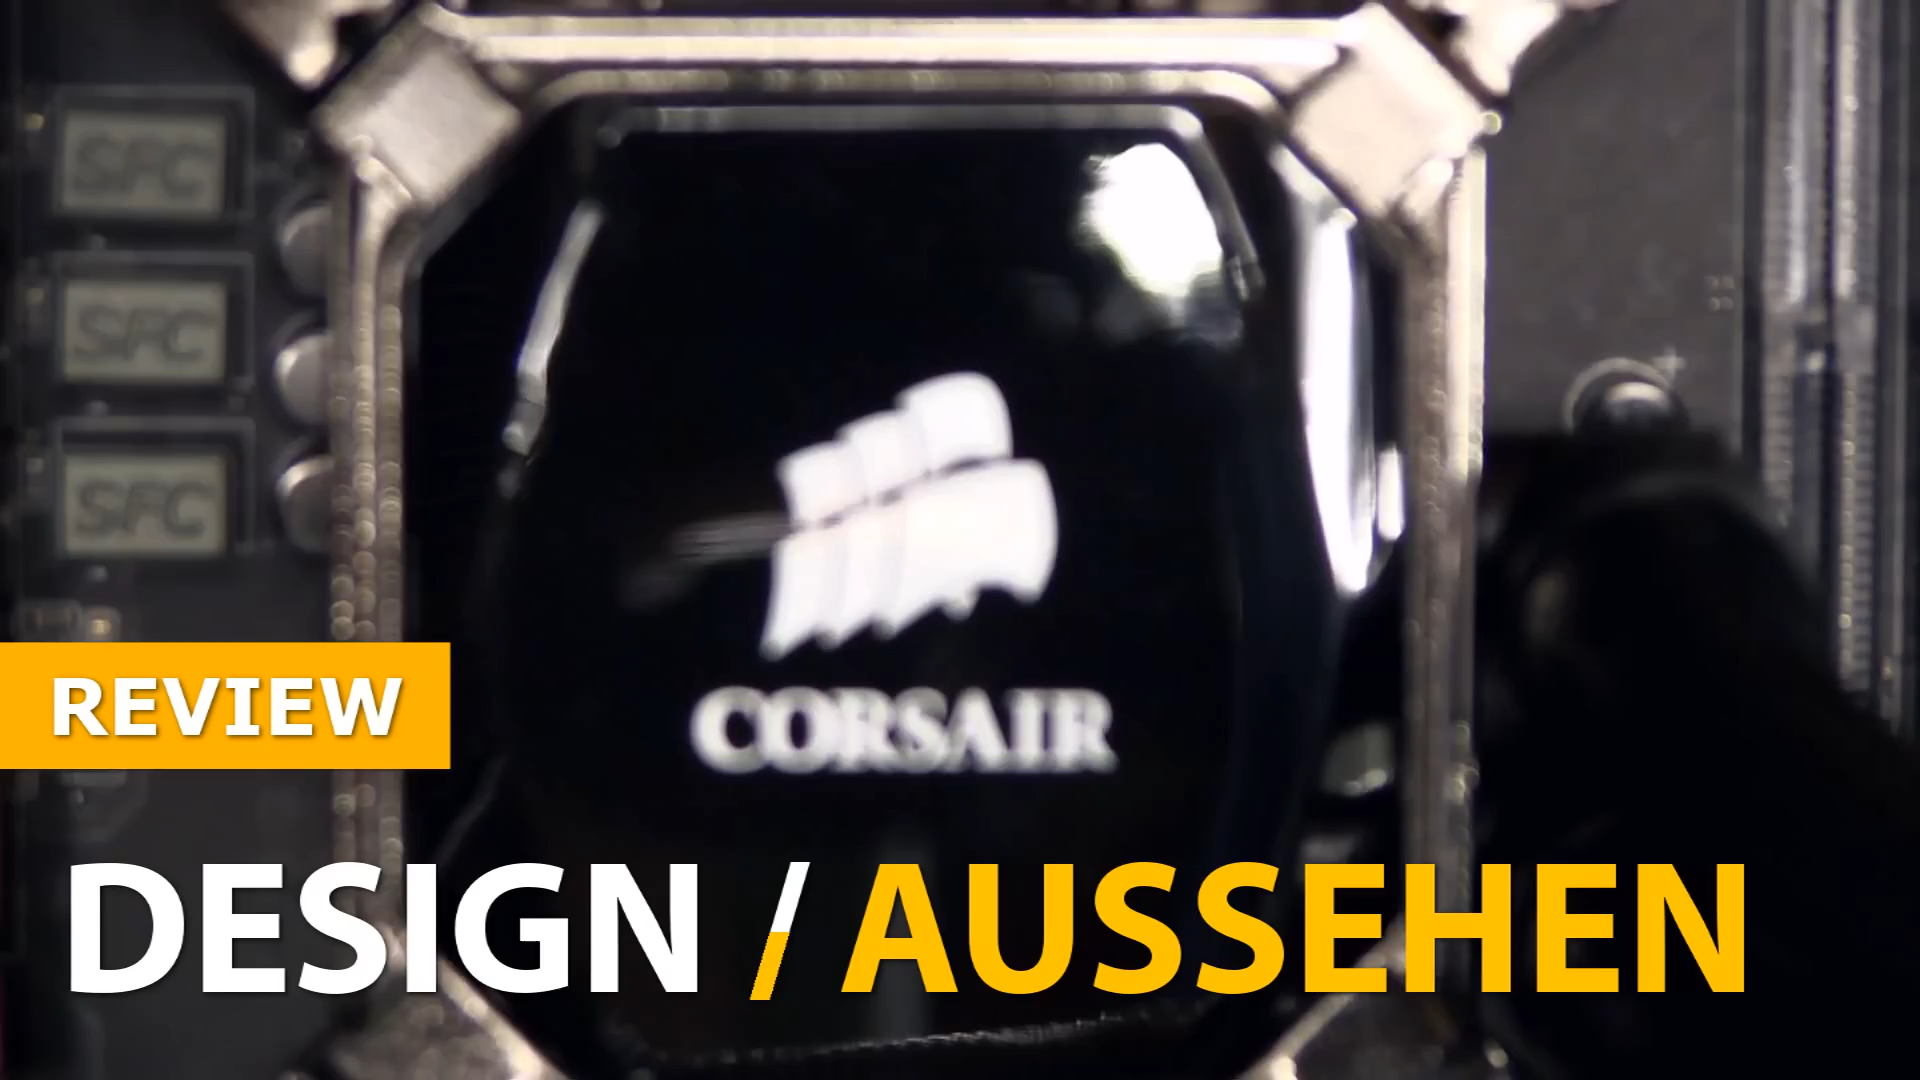 SFC
SFC
SFC
CORSAIR
REVIEW
DESIGN / AUSSEHEN